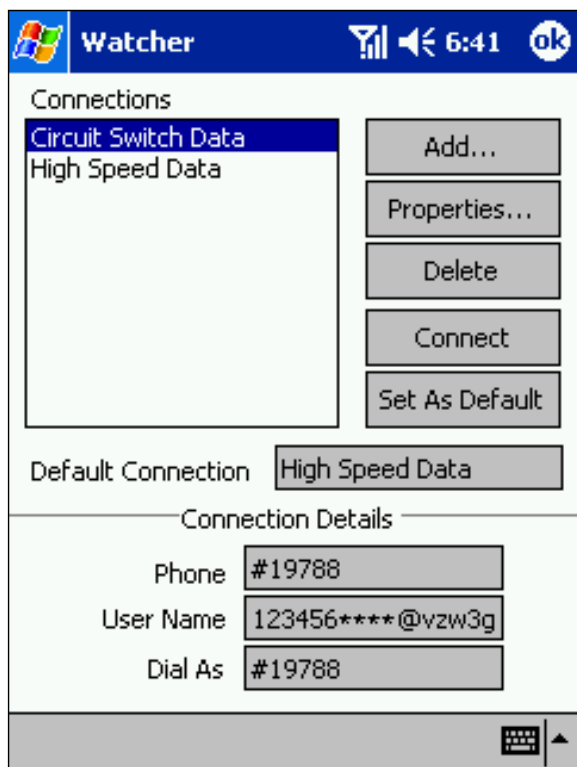 Watcher 6:41 ok
Connections
Circuit Switch Data
High Speed Data
Add...
Properties...
Delete
Connect
Set As Default
Default Connection High Speed Data
Connection Details
Phone #19788
User Name 123456****@vzw3g
Dial As #19788